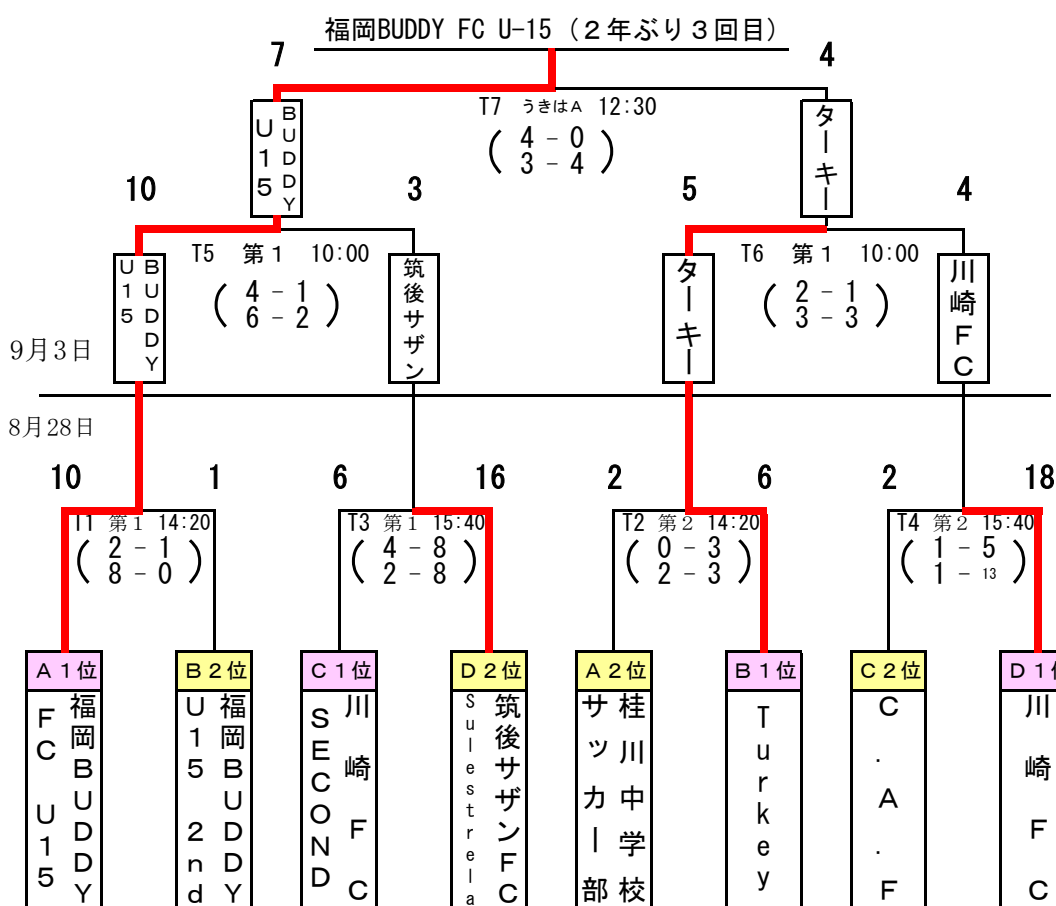 福岡BUDDY FC U-15（２年ぶり３回目）
7
4
T7 うきはA 12:30
4 - 0
3 - 4
BUDDY
U15
ターキー
10
3
5
4
T5 第1 10:00
4 - 1
6 - 2
T6 第1 10:00
2 - 1
3 - 3
BUDDY
U15
筑後サザン
ターキー
川崎FC
9月3日
8月28日
10
1
6
16
2
6
2
18
T1 第1 14:20
2 - 1
8 - 0
T3 第1 15:40
4 - 8
2 - 8
T2 第2 14:20
0 - 3
2 - 3
T4 第2 15:40
1 - 5
1 - 13
A1位
B2位
C1位
D2位
A2位
B1位
C2位
D1位
福岡BUDDY
FC U15
福岡BUDDY
U15 2nd
川崎FC
SECOND
筑後サザンFC
Sulestrela
桂川中学校
サッカー部
Turkey
C.A.F
川崎FC